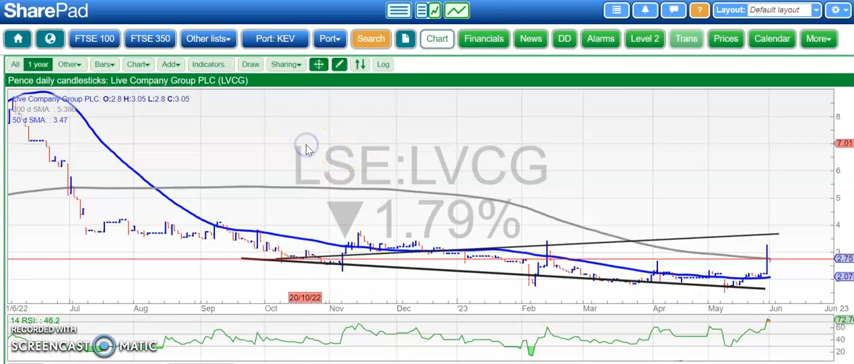 SharePad
Layout: Default layout
FTSE 100 FTSE 350 Other lists Port: KEV Port Search Chart Financials News DD Alarms Level 2 Trans Prices Calendar More
All 1 year Other Bars Chart Add Indicators.. Draw Sharing Log
Pence daily candlesticks: Live Company Group PLC (LVCG)
Live Company Group PLC: O:2.8 H:3.05 L:2.8 C:3.05
d SMA
50 d SMA : 3.47
8
7.01
LSE:LVCG
▼1.79%
4
3
2.75
2.07
20/10/22
1/6/22 Jul Aug Sep Oct Nov Dec '23 Feb Mar Apr May Jun Jun 23
14 RSI: 46.2
72.7
60
40
20
RECORDED WITH
SCREENCAST MATIC